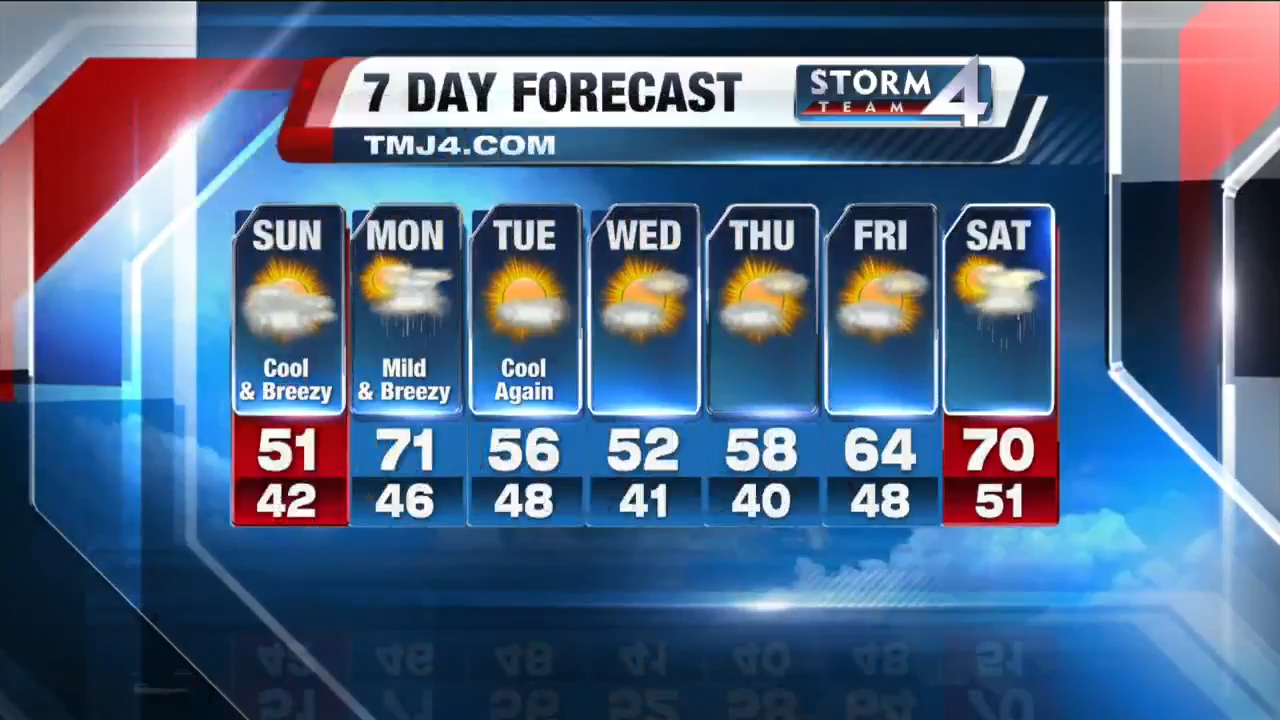 7 DAY FORECAST
STORM
TEAM 4
TMJ4.COM
SUN MON TUE WED THU FRI SAT
Cool Mild Cool
& Breezy & Breezy Again
51 71 56 52 58 64 70
42 46 48 41 40 48 51